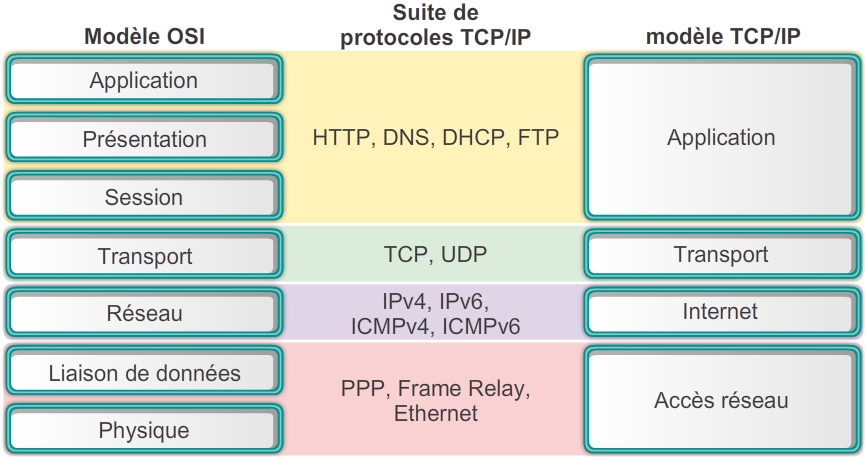 Modèle OSI
Suite de
protocoles TCP/IP
modèle TCP/IP
Application
Présentation
Session
HTTP, DNS, DHCP, FTP
Application
Transport
TCP, UDP
Transport
Réseau
IPv4, IPv6,
ICMPv4, ICMPv6
Internet
Liaison de données
Physique
PPP, Frame Relay,
Ethernet
Accès réseau